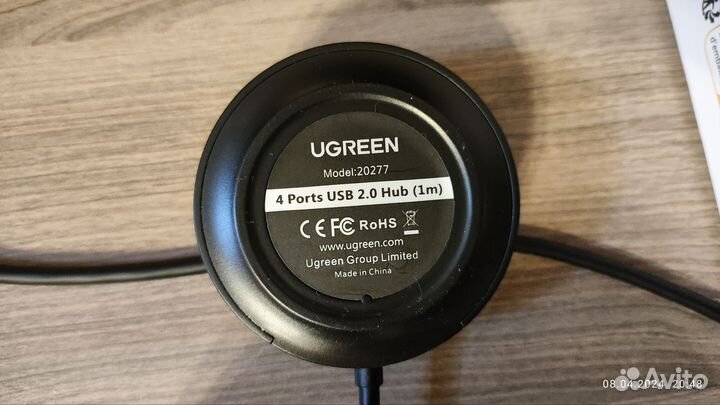 UGREEN
Model:20277
4 Ports USB 2.0 Hub (1m)
CE FC RoHS
www.ugreen.com
Ugreen Group Limited
Made in China
d'emba
08.04.2024 20:48
Avito